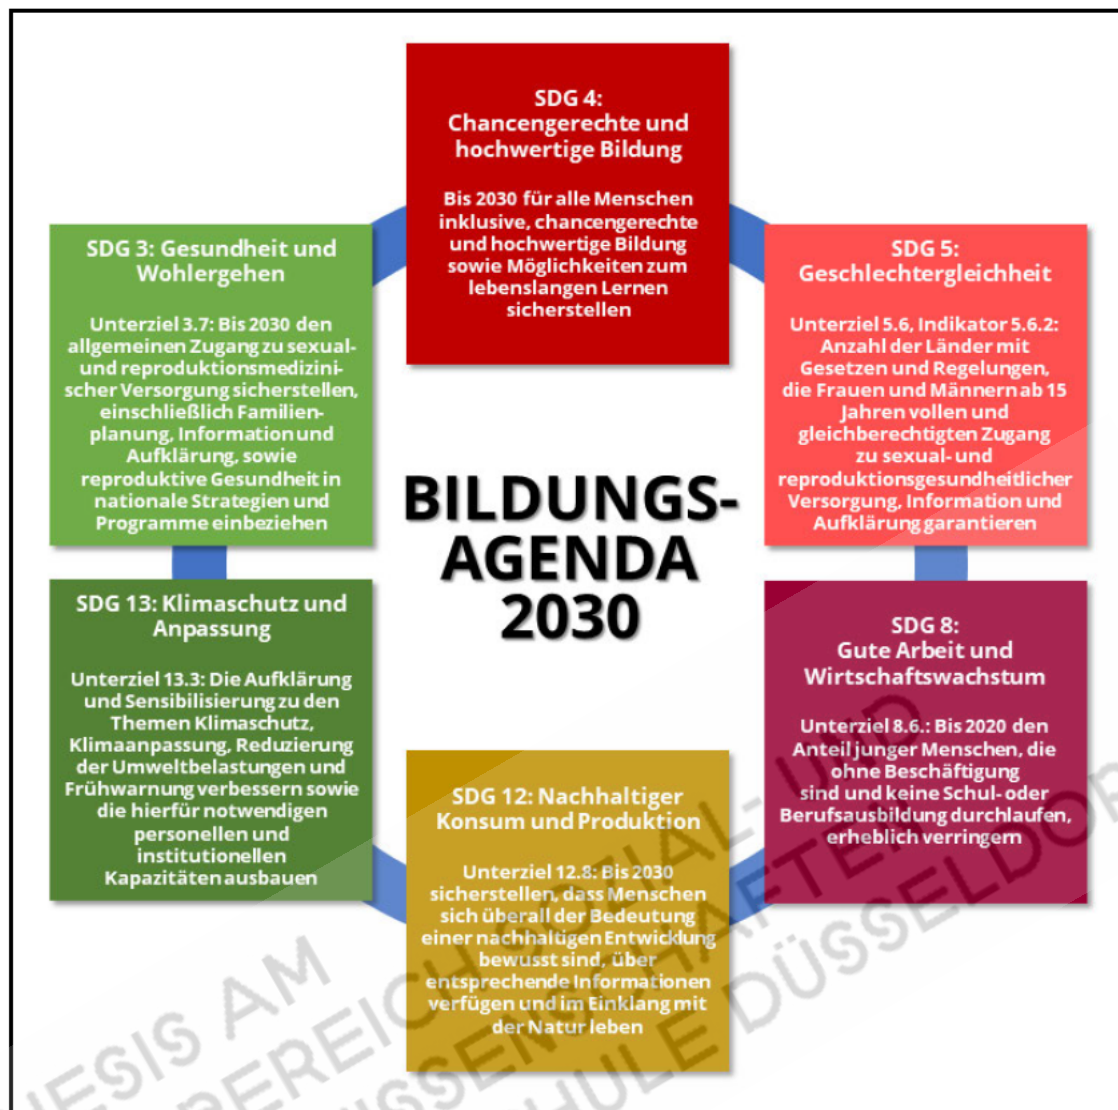 SDG 4:
Chancengerechte und
hochwertige Bildung
Bis 2030 für alle Menschen
inklusive, chancengerechte
und hochwertige Bildung
sowie Möglichkeiten zum
lebenslangen Lernen
sicherstellen
SDG 3: Gesundheit und
Wohlergehen
Unterziel 3.7: Bis 2030 den
allgemeinen Zugang zu sexual-
und reproduktionsmedizini-
scher Versorgung sicherstellen,
einschließlich Familien-
planung, Information und
Aufklärung, sowie
reproduktive Gesundheit in
nationale Strategien und
Programme einbeziehen
SDG 5:
Geschlechtergleichheit
Unterziel 5.6, Indikator 5.6.2:
Anzahl der Länder mit
Gesetzen und Regelungen,
die Frauen und Männern ab 15
Jahren vollen und
gleichberechtigten Zugang
zu sexual- und
reproduktionsgesundheitlicher
Versorgung, Information und
Aufklärung garantieren
BILDUNGS-
AGENDA
2030
SDG 13: Klimaschutz und
Anpassung
Unterziel 13.3: Die Aufklärung
und Sensibilisierung zu den
Themen Klimaschutz,
Klimaanpassung, Reduzierung
der Umweltbelastungen und
Frühwarnung verbessern sowie
die hierfür notwendigen
personellen und
institutionellen
Kapazitäten ausbauen
SDG 8:
Gute Arbeit und
Wirtschaftswachstum
Unterziel 8.6.: Bis 2020 den
Anteil junger Menschen, die
ohne Beschäftigung
sind und keine Schul- oder
Berufsausbildung durchlaufen,
erheblich verringern
SDG 12: Nachhaltiger
Konsum und Produktion
Unterziel 12.8: Bis 2030
sicherstellen, dass Menschen
sich überall der Bedeutung
einer nachhaltigen Entwicklung
bewusst sind, über
entsprechende Informationen
verfügen und im Einklang mit
der Natur leben
AM
SOZIAL- UND
DÜSSELDORF